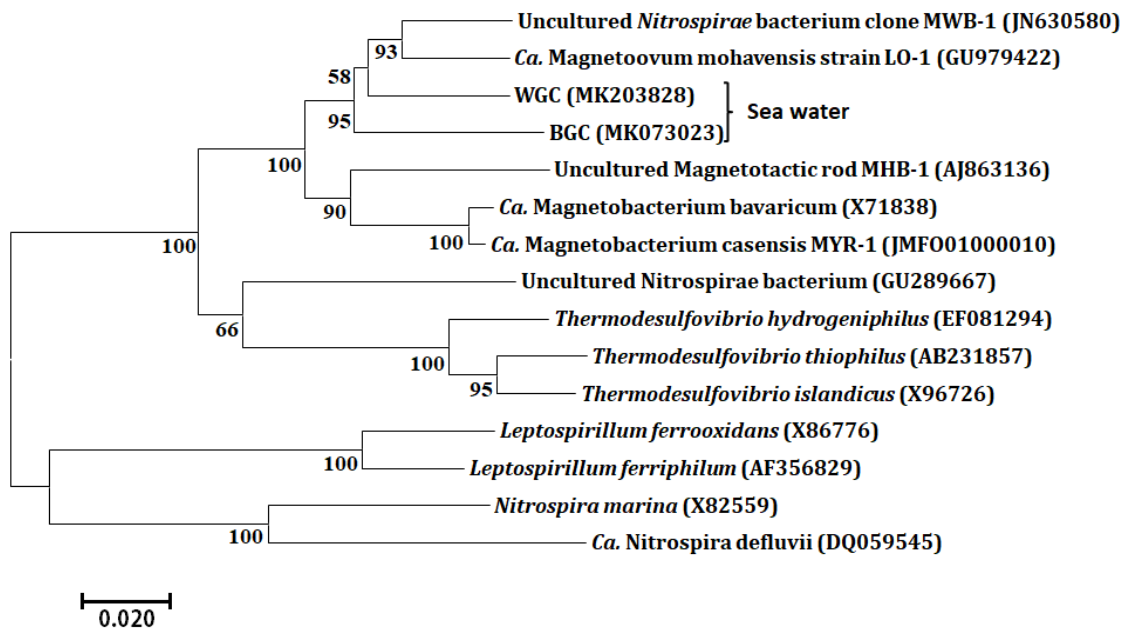 Uncultured Nitrospirae bacterium clone MWB-1 (JN630580)
93
Ca. Magnetoovum mohavensis strain LO-1 (GU979422)
58
WGC (MK203828)
Sea water
95
BGC (MK073023)
100
Uncultured Magnetotactic rod MHB-1 (AJ863136)
90
Ca. Magnetobacterium bavaricum (X71838)
100
100
Ca. Magnetobacterium casensis MYR-1 (JMFO01000010)
Uncultured Nitrospirae bacterium (GU289667)
66
Thermodesulfovibrio hydrogeniphilus (EF081294)
100
Thermodesulfovibrio thiophilus (AB231857)
95
Thermodesulfovibrio islandicus (X96726)
Leptospirillum ferrooxidans (X86776)
100
Leptospirillum ferriphilum (AF356829)
Nitrospira marina (X82559)
100
Ca. Nitrospira defluvii (DQ059545)
0.020